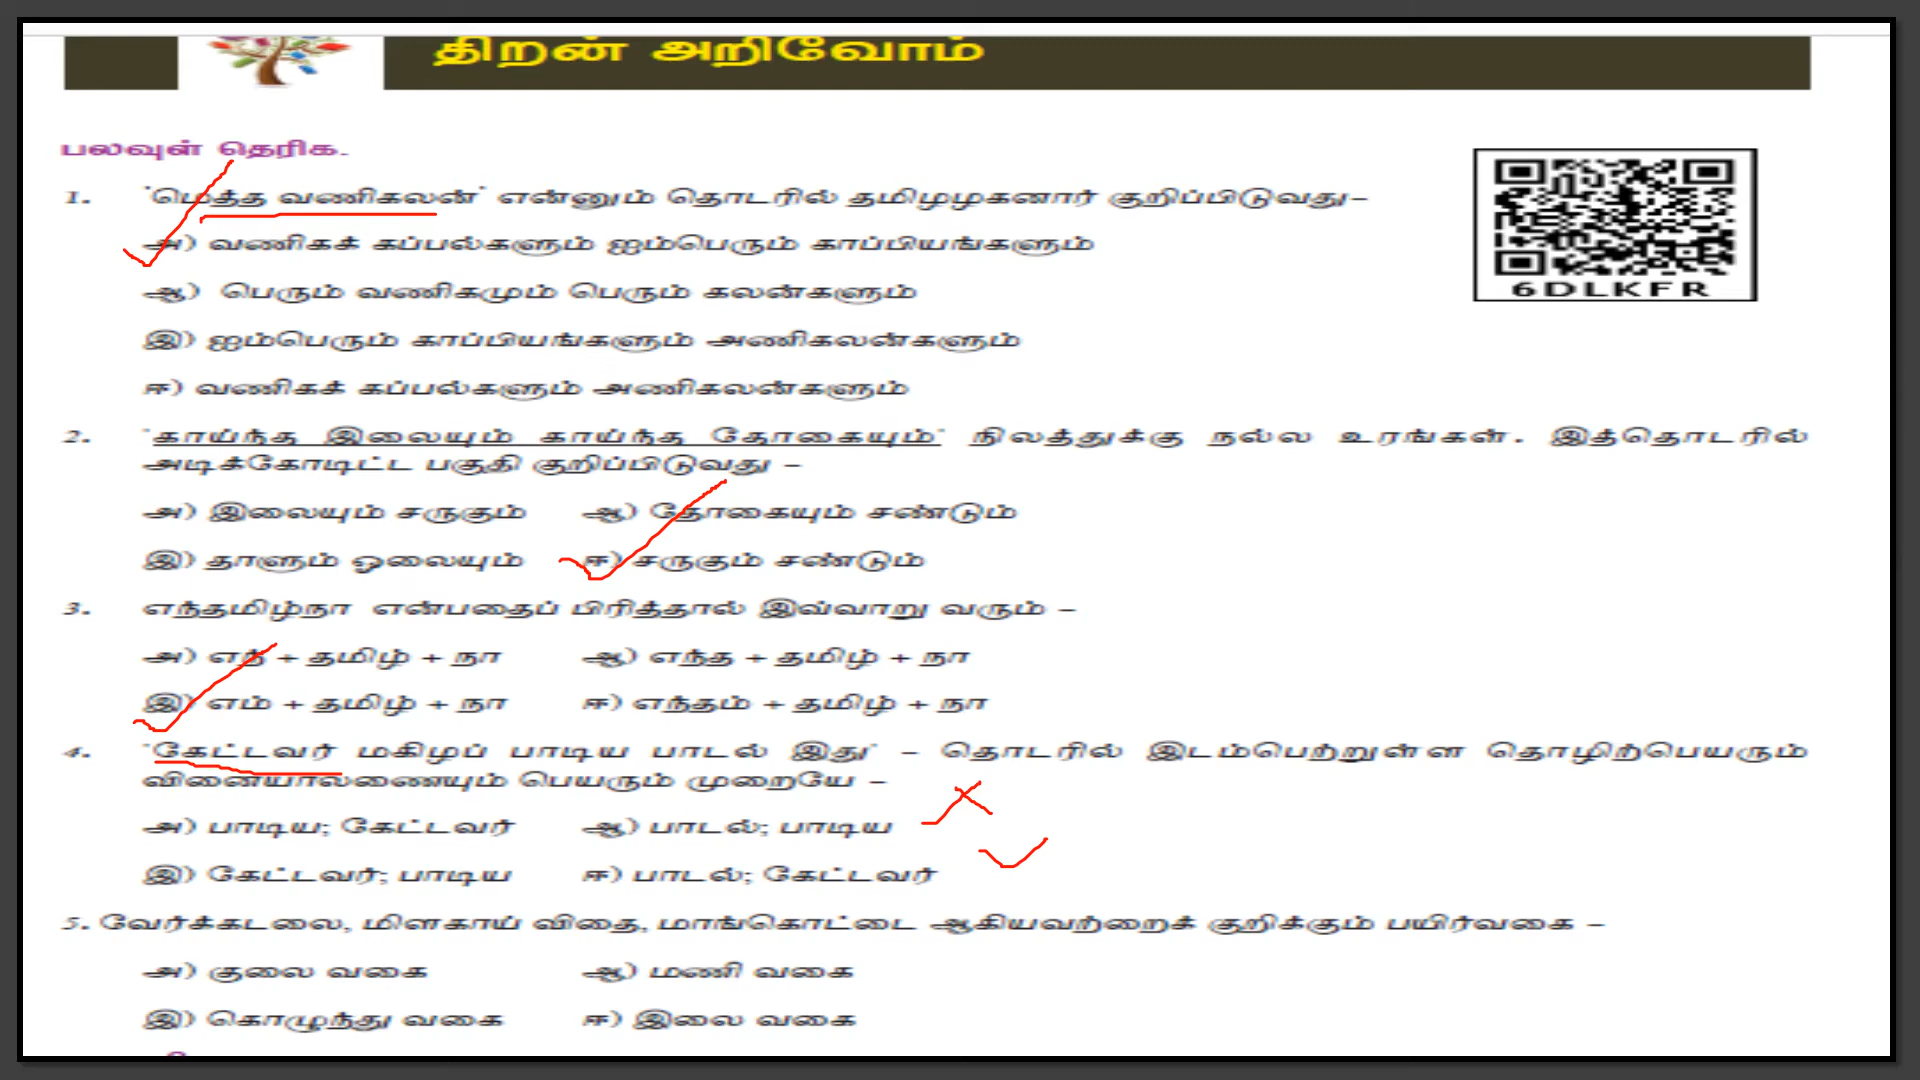 திறன் அறிவோம்
பலவுள் தெரிக.
1. 'மெத்த வணிகலன்' என்னும் தொடரில் தமிழழகனார் குறிப்பிடுவது–
அ) வணிகக் கப்பல்களும் ஐம்பெரும் காப்பியங்களும்
ஆ) பெரும் வணிகமும் பெரும் கலன்களும்
இ) ஐம்பெரும் காப்பியங்களும் அணிகலன்களும்
ஈ) வணிகக் கப்பல்களும் அணிகலன்களும்
6DLKFR
2. 'காய்ந்த இலையும் காய்ந்த தோகையும்' நிலத்துக்கு நல்ல உரங்கள். இத்தொடரில்
அடிக்கோடிட்ட பகுதி குறிப்பிடுவது –
அ) இலையும் சருகும் ஆ) தோகையும் சண்டும்
இ) தாளும் ஓலையும் ஈ) சருகும் சண்டும்
3. எந்தமிழ்நா என்பதைப் பிரித்தால் இவ்வாறு வரும் –
அ) எந் + தமிழ் + நா ஆ) எந்த + தமிழ் + நா
இ) எம் + தமிழ் + நா ஈ) எந்தம் + தமிழ் + நா
4. 'கேட்டவர் மகிழப் பாடிய பாடல் இது' – தொடரில் இடம்பெற்றுள்ள தொழிற்பெயரும்
வினையாலணையும் பெயரும் முறையே –
அ) பாடிய; கேட்டவர் ஆ) பாடல்; பாடிய
இ) கேட்டவர்; பாடிய ஈ) பாடல்; கேட்டவர்
5. வேர்க்கடலை, மிளகாய் விதை, மாங்கொட்டை ஆகியவற்றைக் குறிக்கும் பயிர்வகை –
அ) குலை வகை ஆ) மணி வகை
இ) கொழுந்து வகை ஈ) இலை வகை